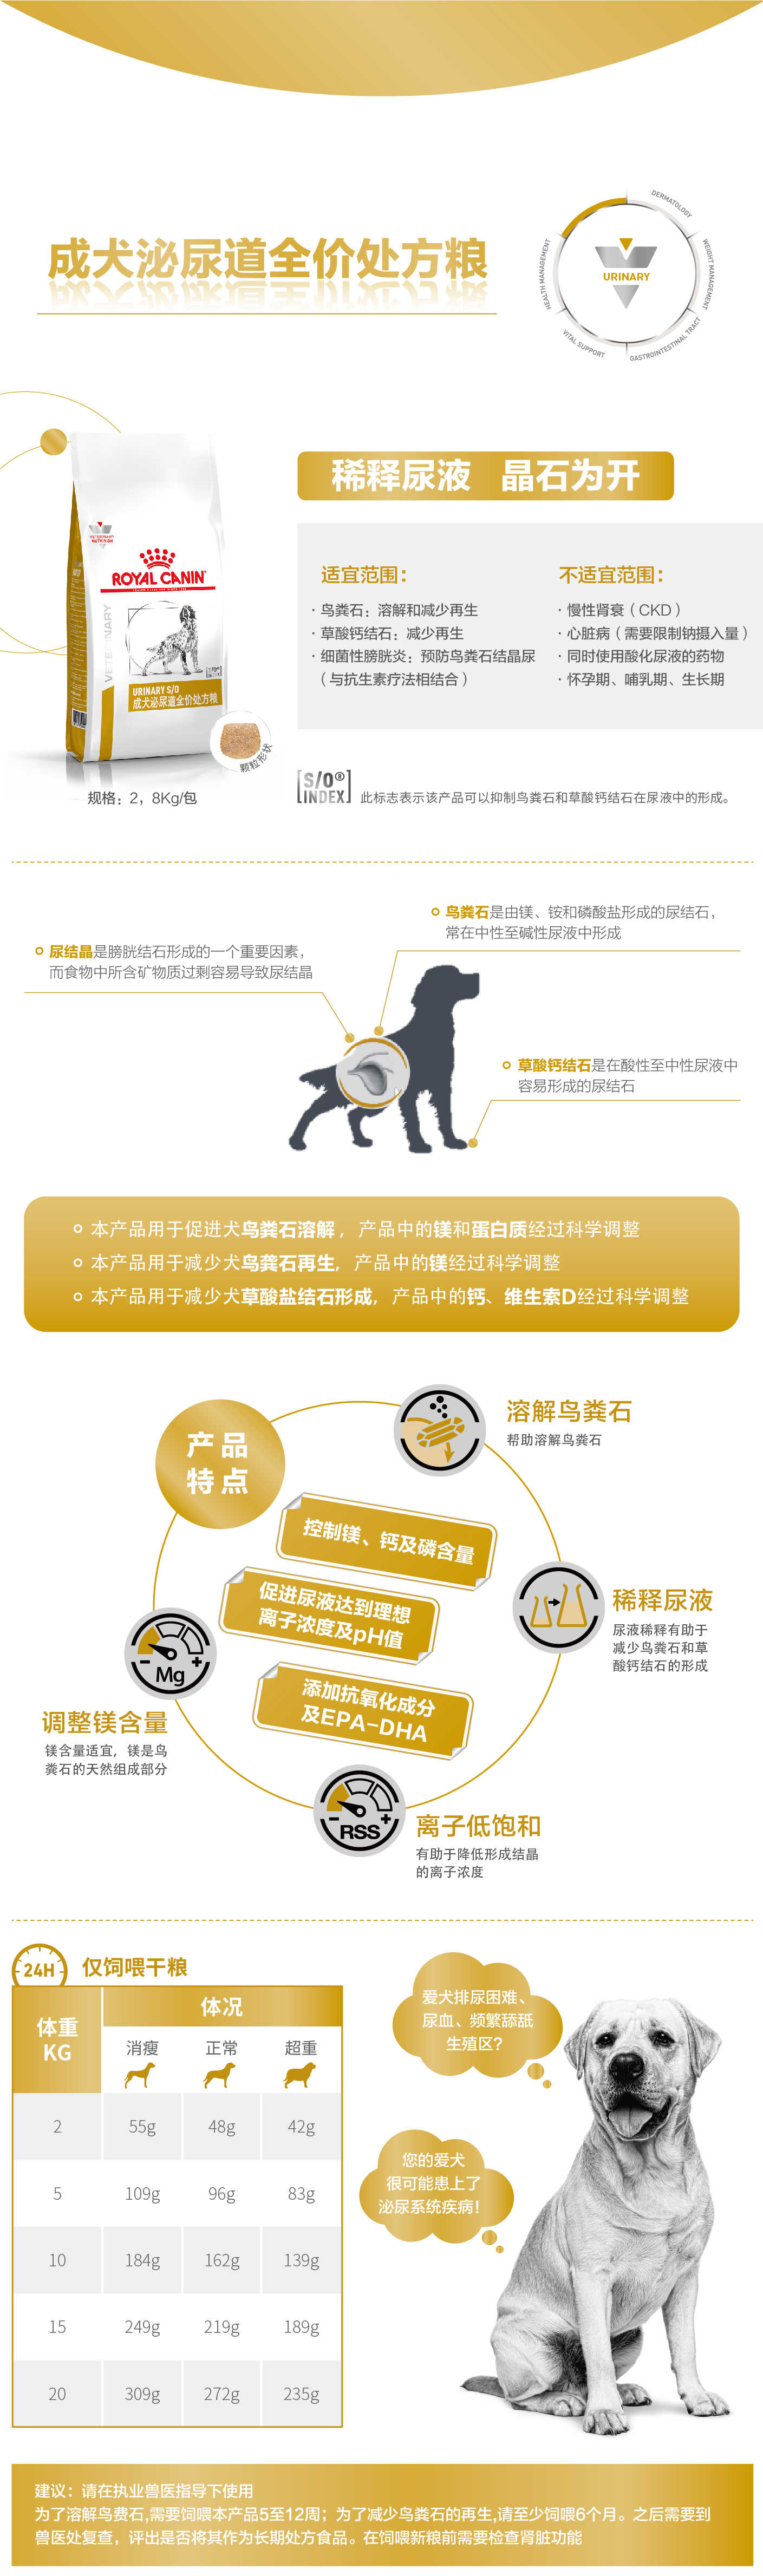 成犬泌尿道全价处方粮
DERMATOLOGY
WEIGHT MANAGEMENT
GASTROINTESTINAL TRACT
VITAL SUPPORT
HEALTH MANAGEMENT
URINARY
稀释尿液 晶石为开
适宜范围：
· 鸟粪石：溶解和减少再生
· 草酸钙结石：减少再生
· 细菌性膀胱炎：预防鸟粪石结晶尿
（与抗生素疗法相结合）
不适宜范围：
· 慢性肾衰（CKD）
· 心脏病（需要限制钠摄入量）
· 同时使用酸化尿液的药物
· 怀孕期、哺乳期、生长期
ROYAL CANIN
VETERINARY
URINARY S/O
成犬泌尿道全价处方粮
颗粒形状
规格：2，8Kg/包
S/O® INDEX
此标志表示该产品可以抑制鸟粪石和草酸钙结石在尿液中的形成。
鸟粪石是由镁、铵和磷酸盐形成的尿结石，
常在中性至碱性尿液中形成
尿结晶是膀胱结石形成的一个重要因素，
而食物中所含矿物质过剩容易导致尿结晶
草酸钙结石是在酸性至中性尿液中
容易形成的尿结石
本产品用于促进犬鸟粪石溶解，产品中的镁和蛋白质经过科学调整
本产品用于减少犬鸟粪石再生，产品中的镁经过科学调整
本产品用于减少犬草酸盐结石形成，产品中的钙、维生素D经过科学调整
产品
特点
溶解鸟粪石
帮助溶解鸟粪石
控制镁、钙及磷含量
促进尿液达到理想
离子浓度及pH值
添加抗氧化成分
及EPA-DHA
稀释尿液
尿液稀释有助于
减少鸟粪石和草
酸钙结石的形成
- Mg +
调整镁含量
镁含量适宜，镁是鸟
粪石的天然组成部分
- RSS +
离子低饱和
有助于降低形成结晶
的离子浓度
24H 仅饲喂干粮
体重
KG
体况
消瘦 正常 超重
2 55g 48g 42g
5 109g 96g 83g
10 184g 162g 139g
15 249g 219g 189g
20 309g 272g 235g
爱犬排尿困难、
尿血、频繁舔舐
生殖区？
您的爱犬
很可能患上了
泌尿系统疾病！
建议：请在执业兽医指导下使用
为了溶解鸟费石,需要饲喂本产品5至12周；为了减少鸟粪石的再生,请至少饲喂6个月。之后需要到
兽医处复查，评出是否将其作为长期处方食品。在饲喂新粮前需要检查肾脏功能